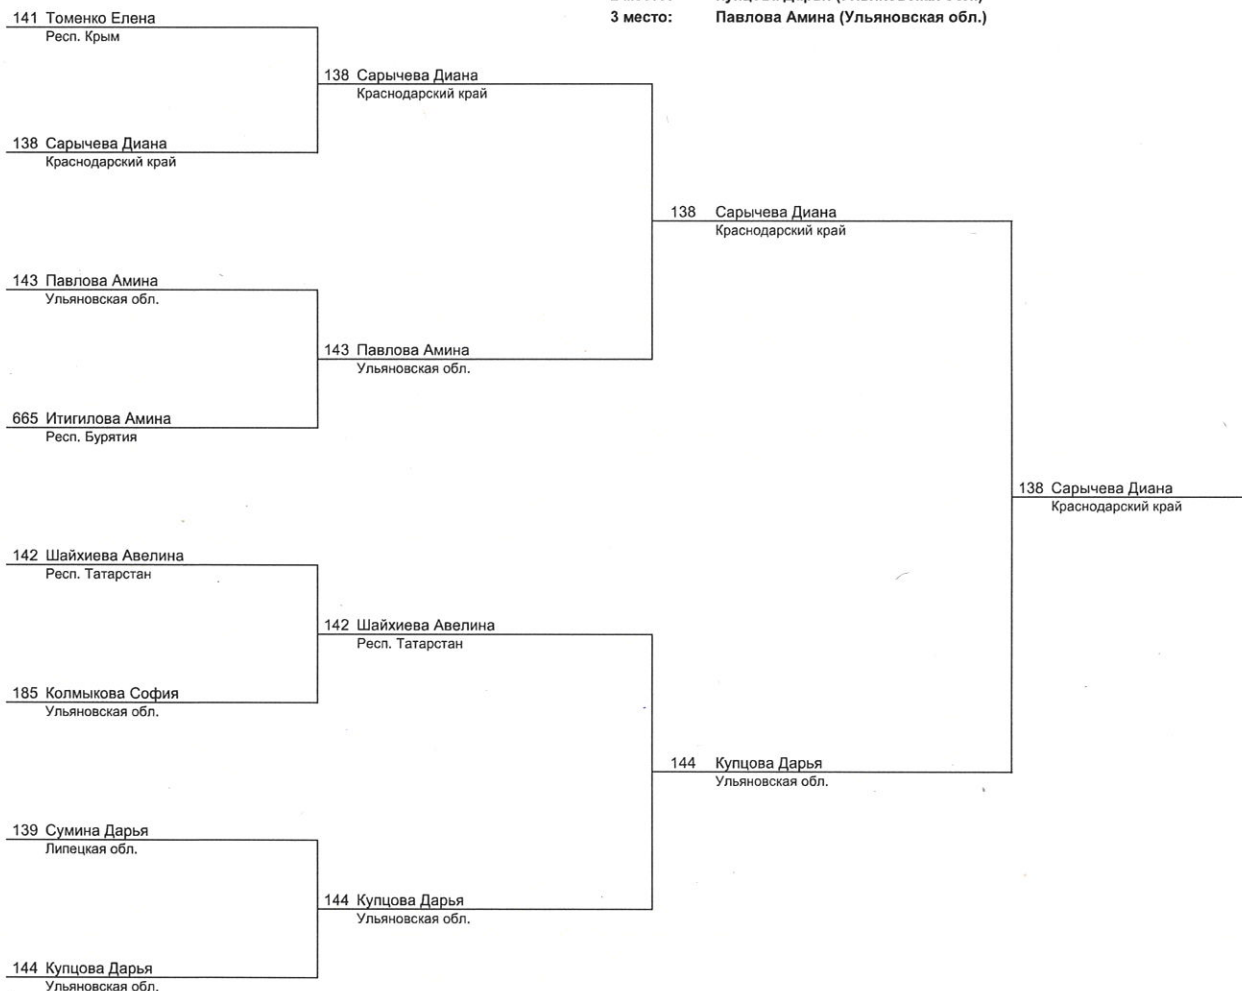 3 место: Павлова Амина (Ульяновская обл.)
141 Томенко Елена
Респ. Крым
138 Сарычева Диана
Краснодарский край
138 Сарычева Диана
Краснодарский край
138 Сарычева Диана
Краснодарский край
143 Павлова Амина
Ульяновская обл.
143 Павлова Амина
Ульяновская обл.
665 Итигилова Амина
Респ. Бурятия
138 Сарычева Диана
Краснодарский край
142 Шайхиева Авелина
Респ. Татарстан
142 Шайхиева Авелина
Респ. Татарстан
185 Колмыкова София
Ульяновская обл.
144 Купцова Дарья
Ульяновская обл.
139 Сумина Дарья
Липецкая обл.
144 Купцова Дарья
Ульяновская обл.
144 Купцова Дарья
Ульяновская обл.